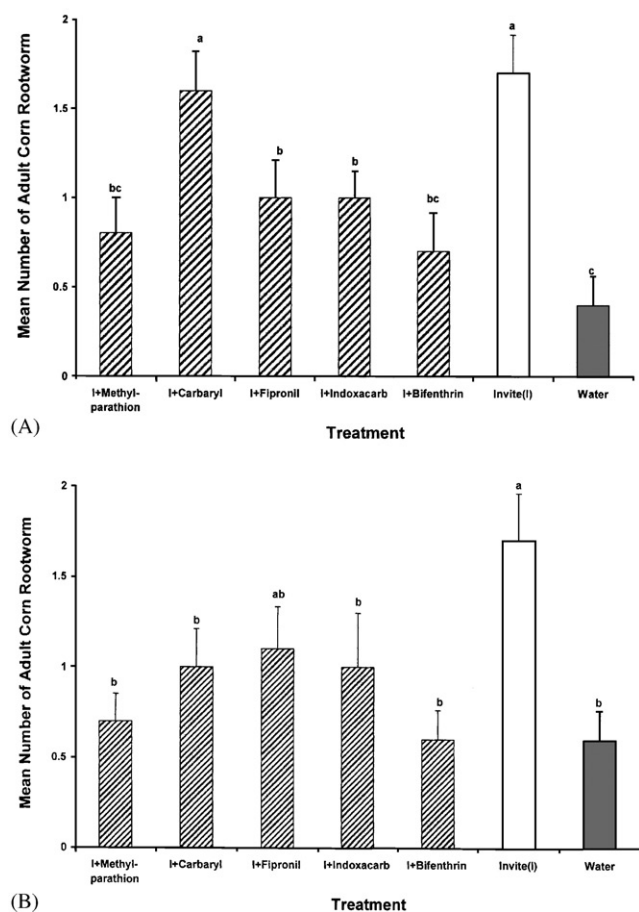 2
a
a
1.5
b
b
1
bc
bc
c
0.5
0
Mean Number of Adult Corn Rootworm
I+Methyl-
parathion
I+Carbaryl
I+Fipronil
I+Indoxacarb
I+Bifenthrin
Invite(I)
Water
(A)
Treatment
2
a
1.5
ab
b
b
1
b
b
b
0.5
0
Mean Number of Adult Corn Rootworm
I+Methyl-
parathion
I+Carbaryl
I+Fipronil
I+Indoxacarb
I+Bifenthrin
Invite(I)
Water
(B)
Treatment